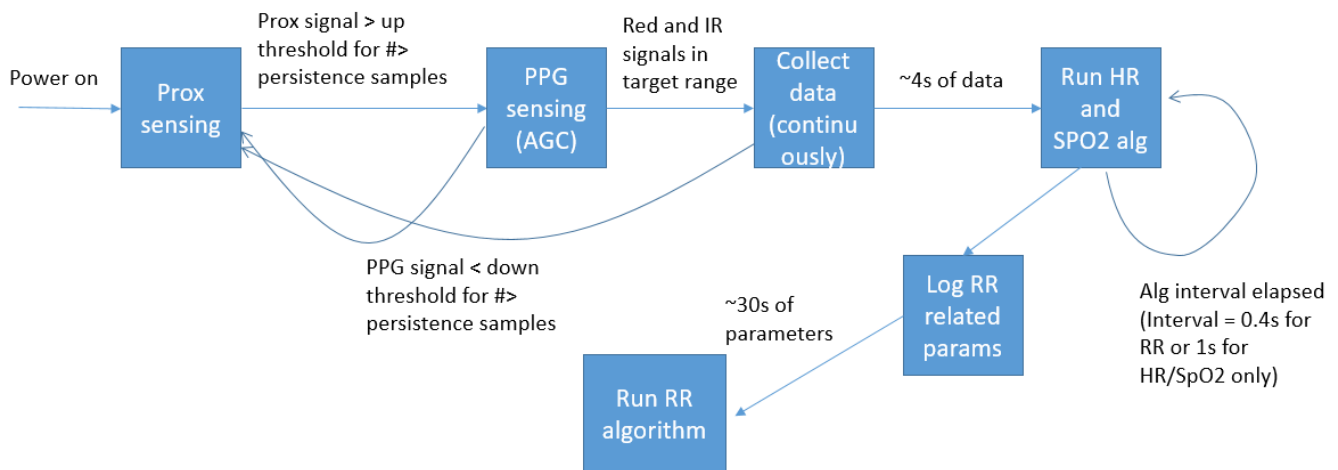 Power on
Prox
sensing
Prox signal > up
threshold for #>
persistence samples
PPG
sensing
(AGC)
Red and IR
signals in
target range
Collect
data
(continu
ously)
~4s of data
Run HR
and
SPO2 alg
PPG signal < down
threshold for #>
persistence samples
~30s of
parameters
Log RR
related
params
Alg interval elapsed
(Interval = 0.4s for
RR or 1s for
HR/SpO2 only)
Run RR
algorithm